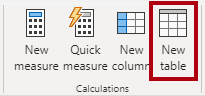 New measure
Quick measure
New column
New table
Calculations